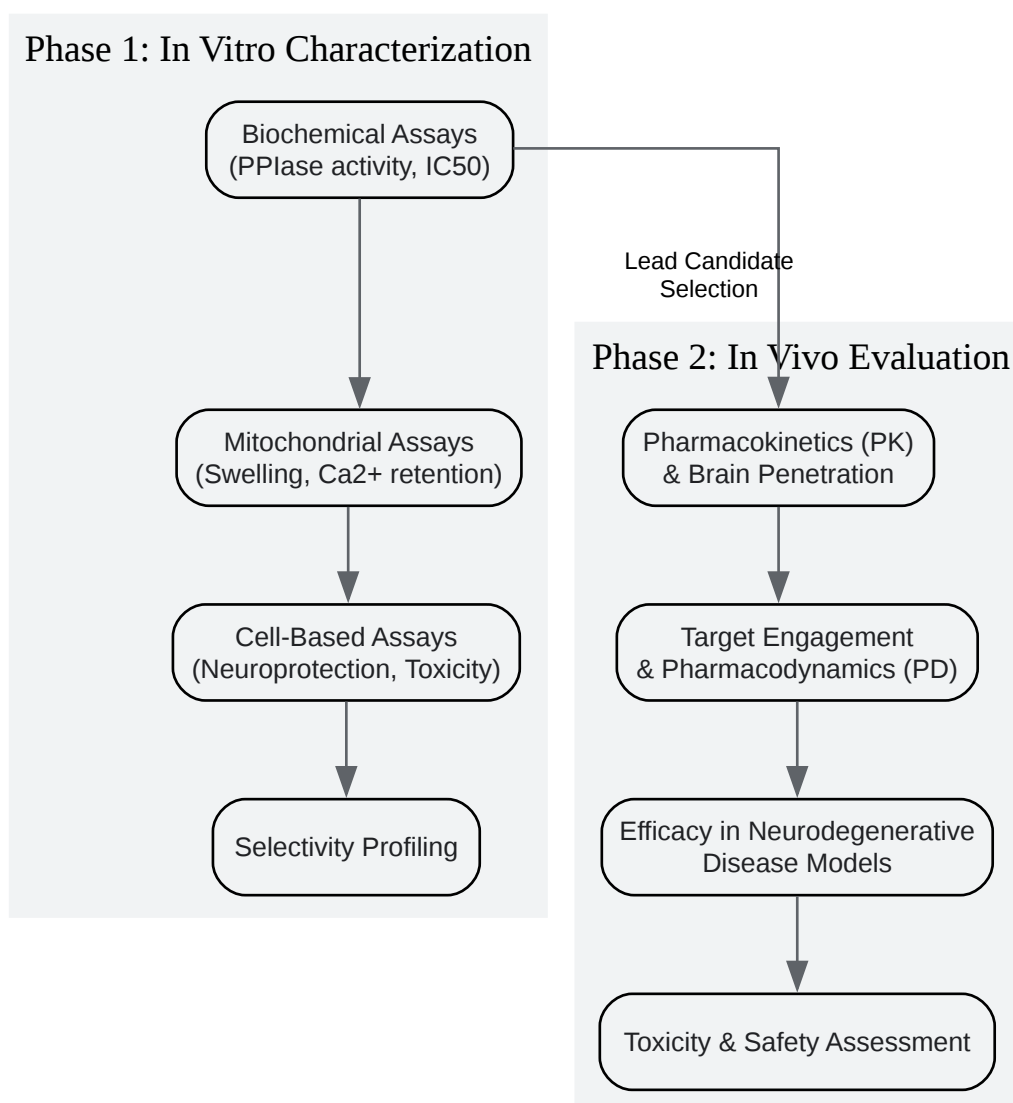 Phase 1: In Vitro Characterization
Biochemical Assays
(PPIase activity, IC50)
Lead Candidate
Selection
Phase 2: In Vivo Evaluation
Mitochondrial Assays
(Swelling, Ca2+ retention)
Pharmacokinetics (PK)
& Brain Penetration
Cell-Based Assays
(Neuroprotection, Toxicity)
Target Engagement
& Pharmacodynamics (PD)
Selectivity Profiling
Efficacy in Neurodegenerative
Disease Models
Toxicity & Safety Assessment